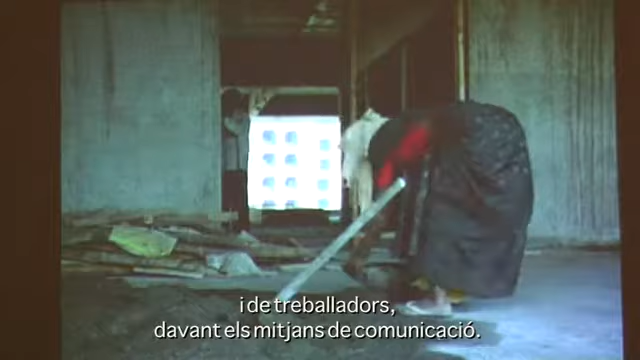 i de treballadors,
davant els mitjans de comunicació.